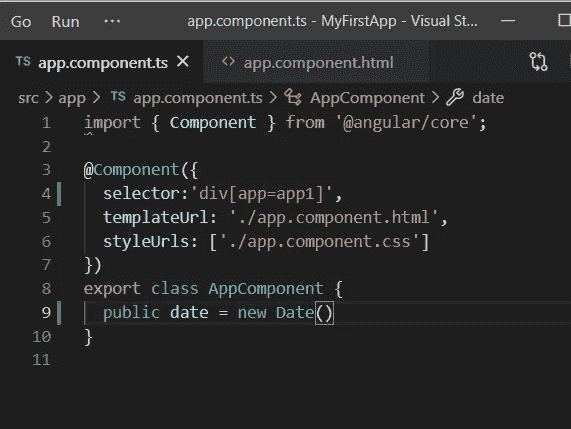 Go Run ... app.component.ts - MyFirstApp - Visual St...
TS app.component.ts × <> app.component.html
src > app > TS app.component.ts > AppComponent > date
1 import { Component } from '@angular/core';
2
3 @Component({
4 selector:'div[app=app1]',
5 templateUrl: './app.component.html',
6 styleUrls: ['./app.component.css']
7 })
8 export class AppComponent {
9 public date = new Date()
10 }
11